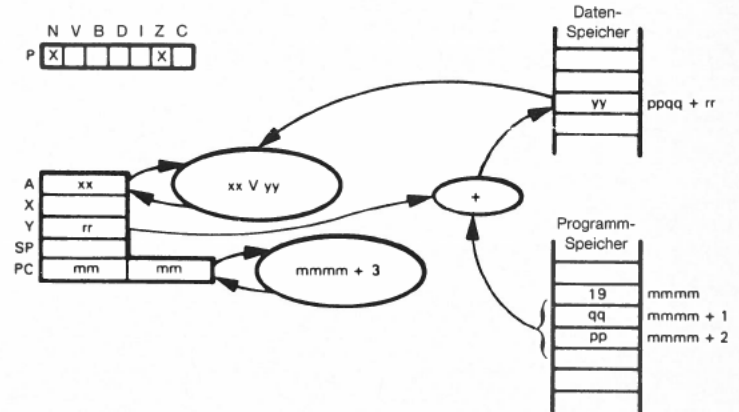 N V B D I Z C
P X X
Daten-
Speicher
yy ppqq + rr
A xx
X
Y rr
SP
PC mm mm
xx V yy
mmmm + 3
+
Programm-
Speicher
19 mmmm
qq mmmm + 1
pp mmmm + 2